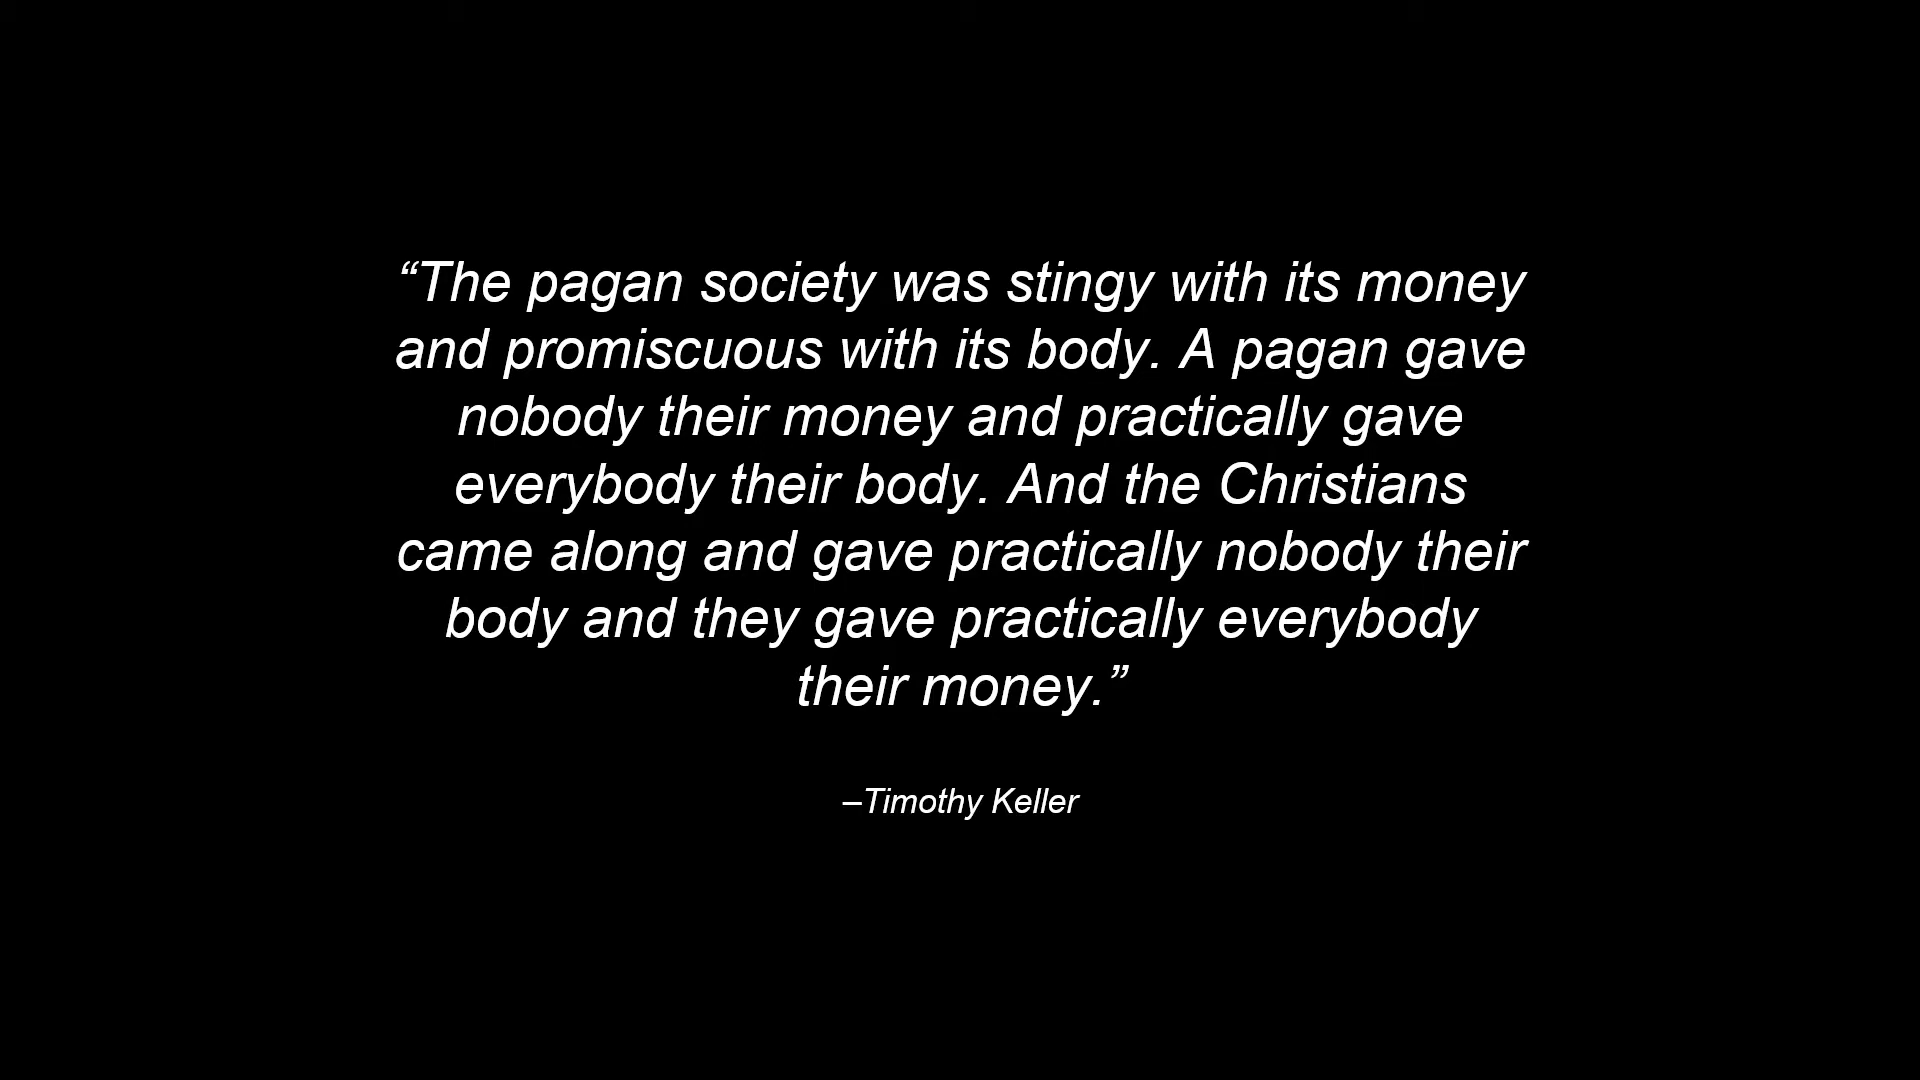 “The pagan society was stingy with its money
and promiscuous with its body. A pagan gave
nobody their money and practically gave
everybody their body. And the Christians
came along and gave practically nobody their
body and they gave practically everybody
their money.”
–Timothy Keller